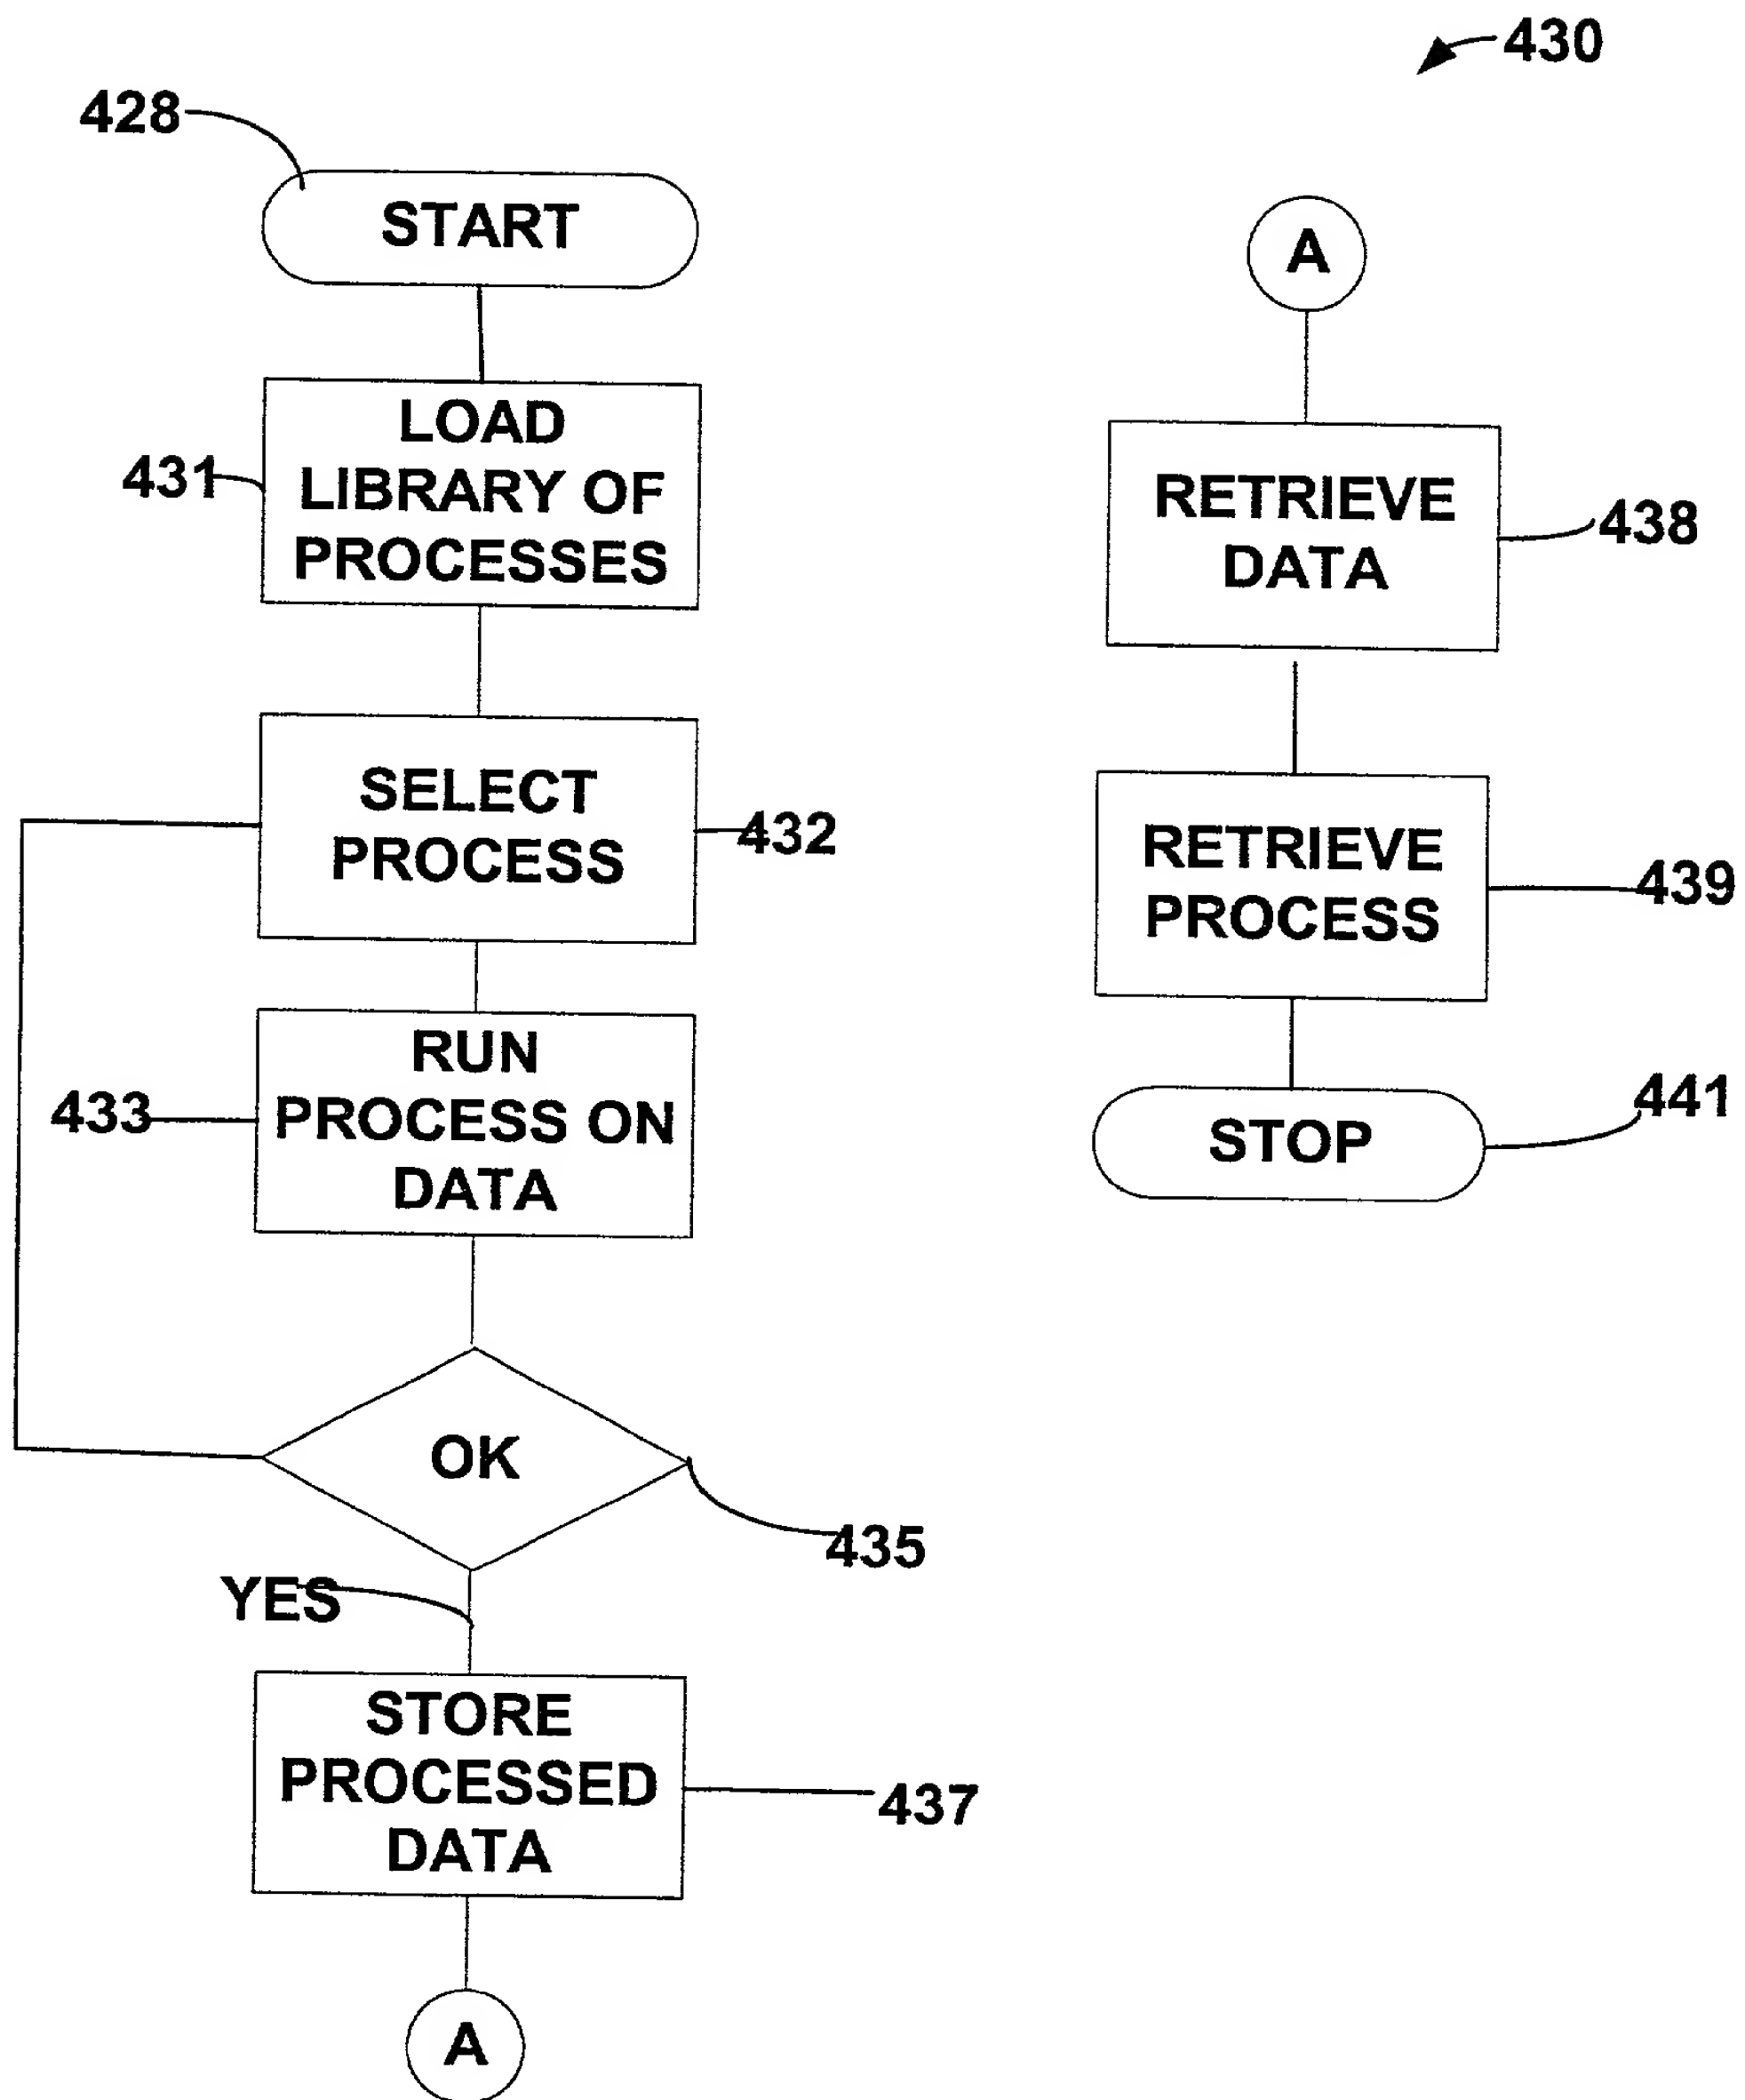 430
428
START
LOAD
LIBRARY OF
PROCESSES
431
SELECT
PROCESS
432
RUN
PROCESS ON
DATA
433
OK
435
YES
STORE
PROCESSED
DATA
437
A
A
RETRIEVE
DATA
438
RETRIEVE
PROCESS
439
STOP
441